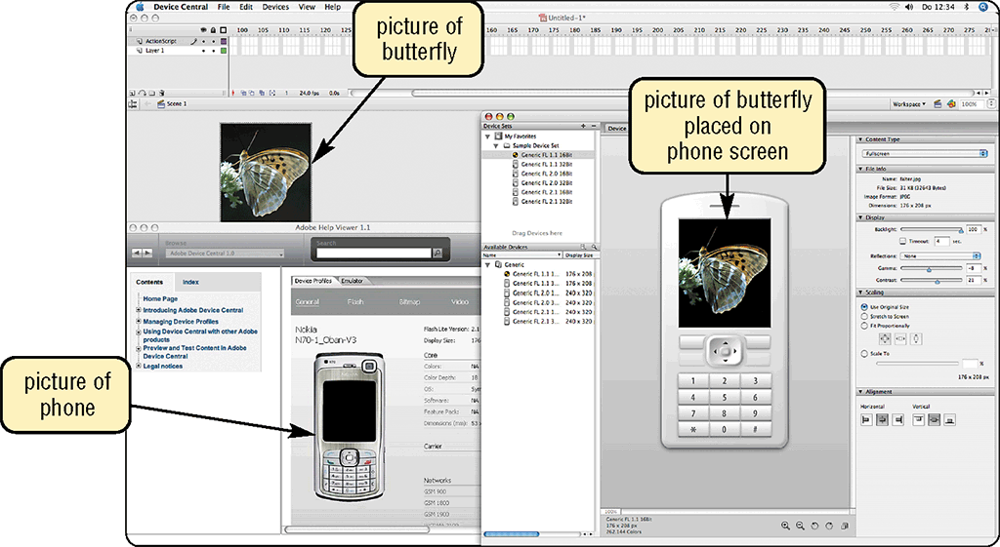 Device Central File Edit Devices View Help
Do 12:34
Untitled-1*
100 105 110 115 120 125 130 135 140 145 150 155 160 165 170 175 180 185 190 195 200 205 210 215 220 225 230 235 240 245 250 255 260 265 270 275
ActionScript
Layer 1
1 24.0 fps 0.0s
Scene 1
Workspace
100%
picture of
butterfly
picture of butterfly
placed on
phone screen
picture of
phone
Adobe Help Viewer 1.1
Browse
Adobe Device Central 1.0
Search
Contents Index
Home Page
Introducing Adobe Device Central
Managing Device Profiles
Using Device Central with other Adobe
products
Preview and Test Content in Adobe
Device Central
Legal notices
Device Profiles Emulator
General Flash Bitmap Video
Nokia
N70-1_Oban-V3
Flash Lite Version: 2.
Display Size: 176
Core
Colors: NA
Color Depth: 18
OS: Sym
Software: NA
Feature Pack: NA
Dimensions (mm): 53 x
Carrier
Networks
GSM 900
GSM 1800
GSM 1900
Device Sets
My Favorites
Sample Device Set
Generic FL 1.1 16Bit
Generic FL 1.1 32Bit
Generic FL 2.0 16Bit
Generic FL 2.0 32Bit
Generic FL 2.1 16Bit
Generic FL 2.1 32Bit
Drag Devices here
Available Devices
Name Display Size
Generic
Generic FL 1.1 1... 176 x 208
Generic FL 1.1 3... 176 x 208
Generic FL 2.0 1... 240 x 320
Generic FL 2.0 3... 240 x 320
Generic FL 2.1 1... 240 x 320
Generic FL 2.1 3... 240 x 320
Device
1 2 3
4 5 6
7 8 9
* 0 #
100%
Generic FL 1.1 16Bit
176 x 208 px
262,144 Colors
Content Type
Fullscreen
File Info
Name: falter.jpg
File Size: 31 KB (32643 Bytes)
Image Format: JPEG
Dimensions: 176 x 208 px
Display
Backlight: 100 %
Timeout: 4 sec.
Reflections: None
Gamma: -8 %
Contrast: 21 %
Scaling
Use Original Size
Stretch to Screen
Fit Proportionally
Scale To
%
176 x 208 px
Alignment
Horizontal Vertical